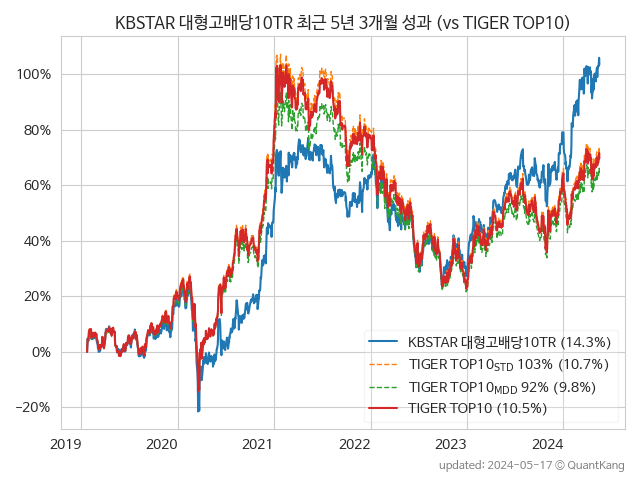 KBSTAR 대형고배당10TR 최근 5년 3개월 성과 (vs TIGER TOP10)
100%
80%
60%
40%
20%
0%
−20%
KBSTAR 대형고배당10TR (14.3%)
TIGER TOP10STD 103% (10.7%)
TIGER TOP10MDD 92% (9.8%)
TIGER TOP10 (10.5%)
2019 2020 2021 2022 2023 2024
updated: 2024-05-17 © QuantKang